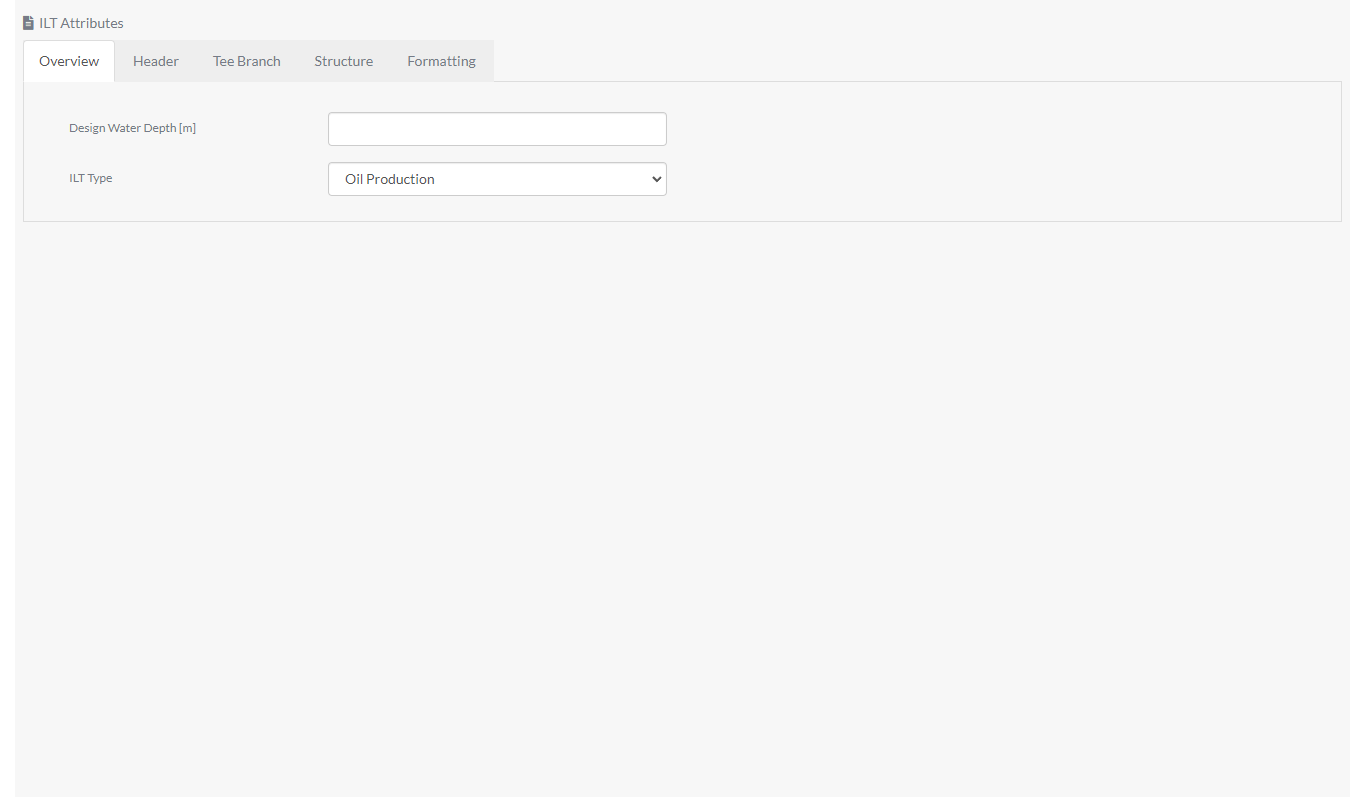 ILT Attributes
Overview Header Tee Branch Structure Formatting
Design Water Depth [m]
ILT Type Oil Production